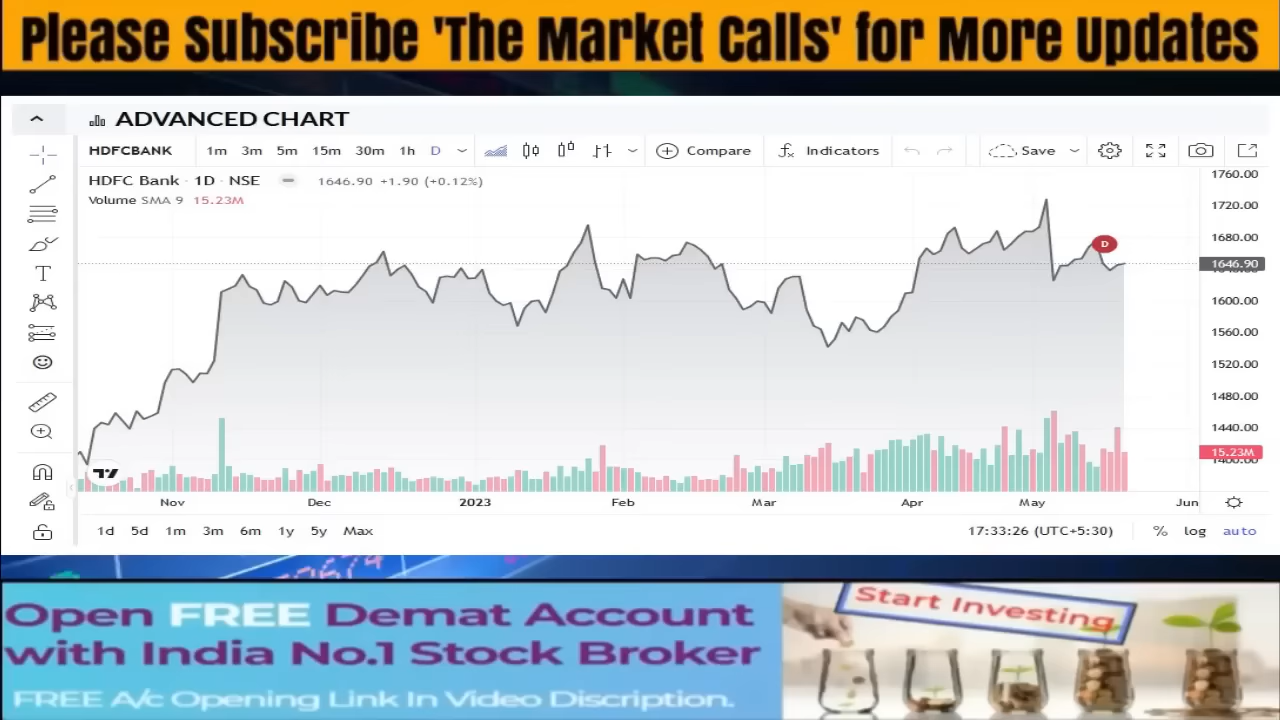 Please Subscribe 'The Market Calls' for More Updates
ADVANCED CHART
HDFCBANK 1m 3m 5m 15m 30m 1h D Compare Indicators Save
HDFC Bank · 1D · NSE 1646.90 +1.90 (+0.12%)
Volume SMA 9 15.23M
1760.00
1720.00
1680.00
D
1646.90
1600.00
1560.00
1520.00
1480.00
1440.00
15.23M
1400.00
Nov Dec 2023 Feb Mar Apr May Jun
1d 5d 1m 3m 6m 1y 5y Max 17:33:26 (UTC+5:30) % log auto
Open FREE Demat Account
with India No.1 Stock Broker
FREE A/c Opening Link In Video Discription.
Start Investing